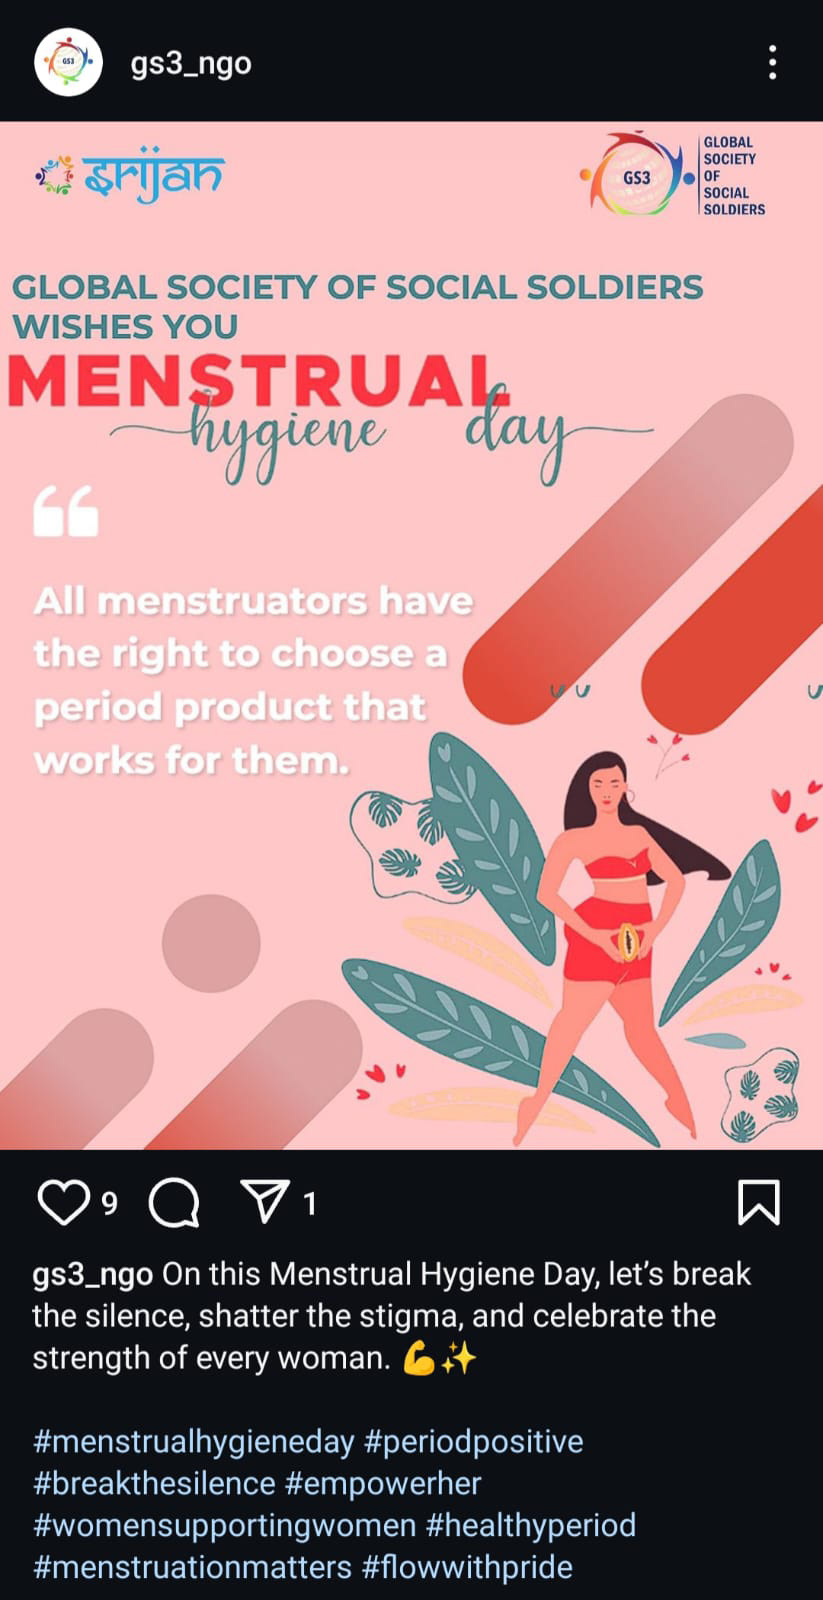 gs3_ngo
srijan
GS3
GLOBAL
SOCIETY
OF
SOCIAL
SOLDIERS
GLOBAL SOCIETY OF SOCIAL SOLDIERS
WISHES YOU
MENSTRUAL
hygiene day
“
All menstruators have
the right to choose a
period product that
works for them.
9 1
gs3_ngo On this Menstrual Hygiene Day, let’s break
the silence, shatter the stigma, and celebrate the
strength of every woman. 💪✨
#menstrualhygieneday #periodpositive
#breakthesilence #empowerher
#womensupportingwomen #healthyperiod
#menstruationmatters #flowwithpride